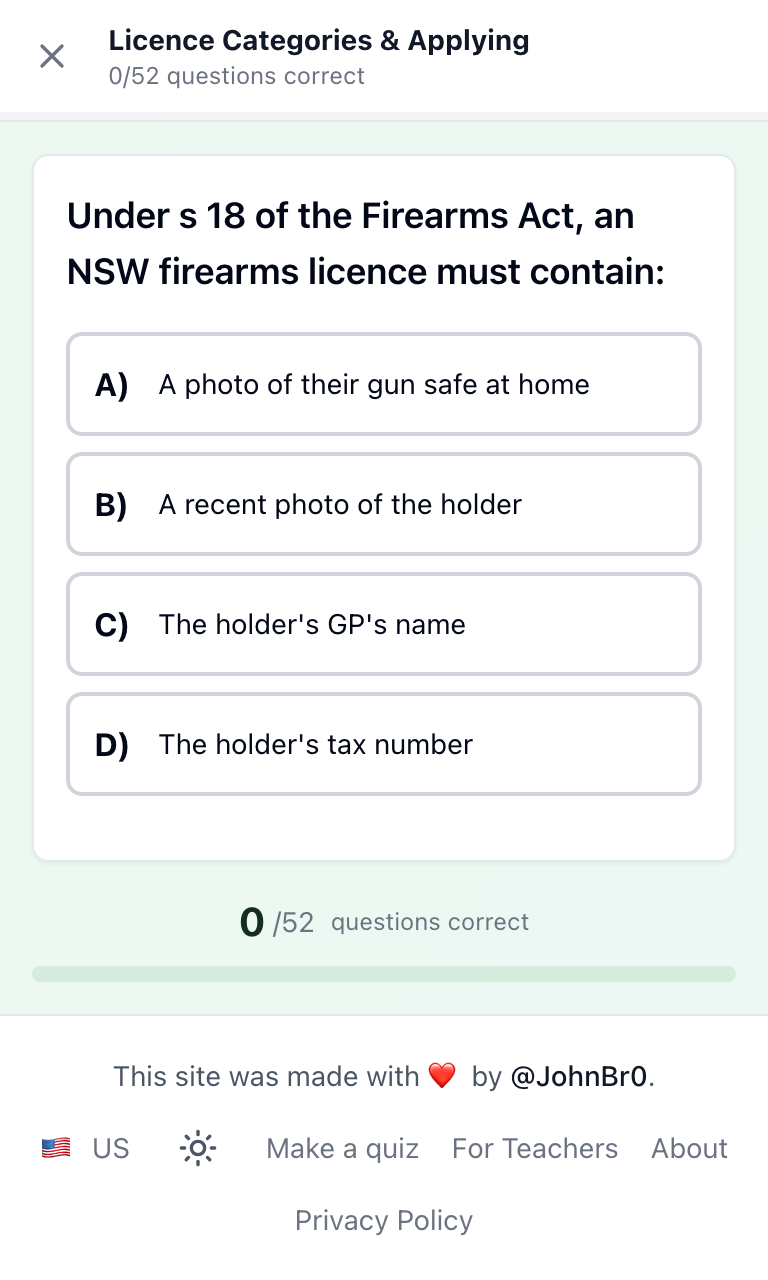 Licence Categories & Applying
0/52 questions correct
Under s 18 of the Firearms Act, an
NSW firearms licence must contain:
A) A photo of their gun safe at home
B) A recent photo of the holder
C) The holder's GP's name
D) The holder's tax number
0 /52 questions correct
This site was made with ❤️ by @JohnBr0.
🇺🇸 US Make a quiz For Teachers About
Privacy Policy